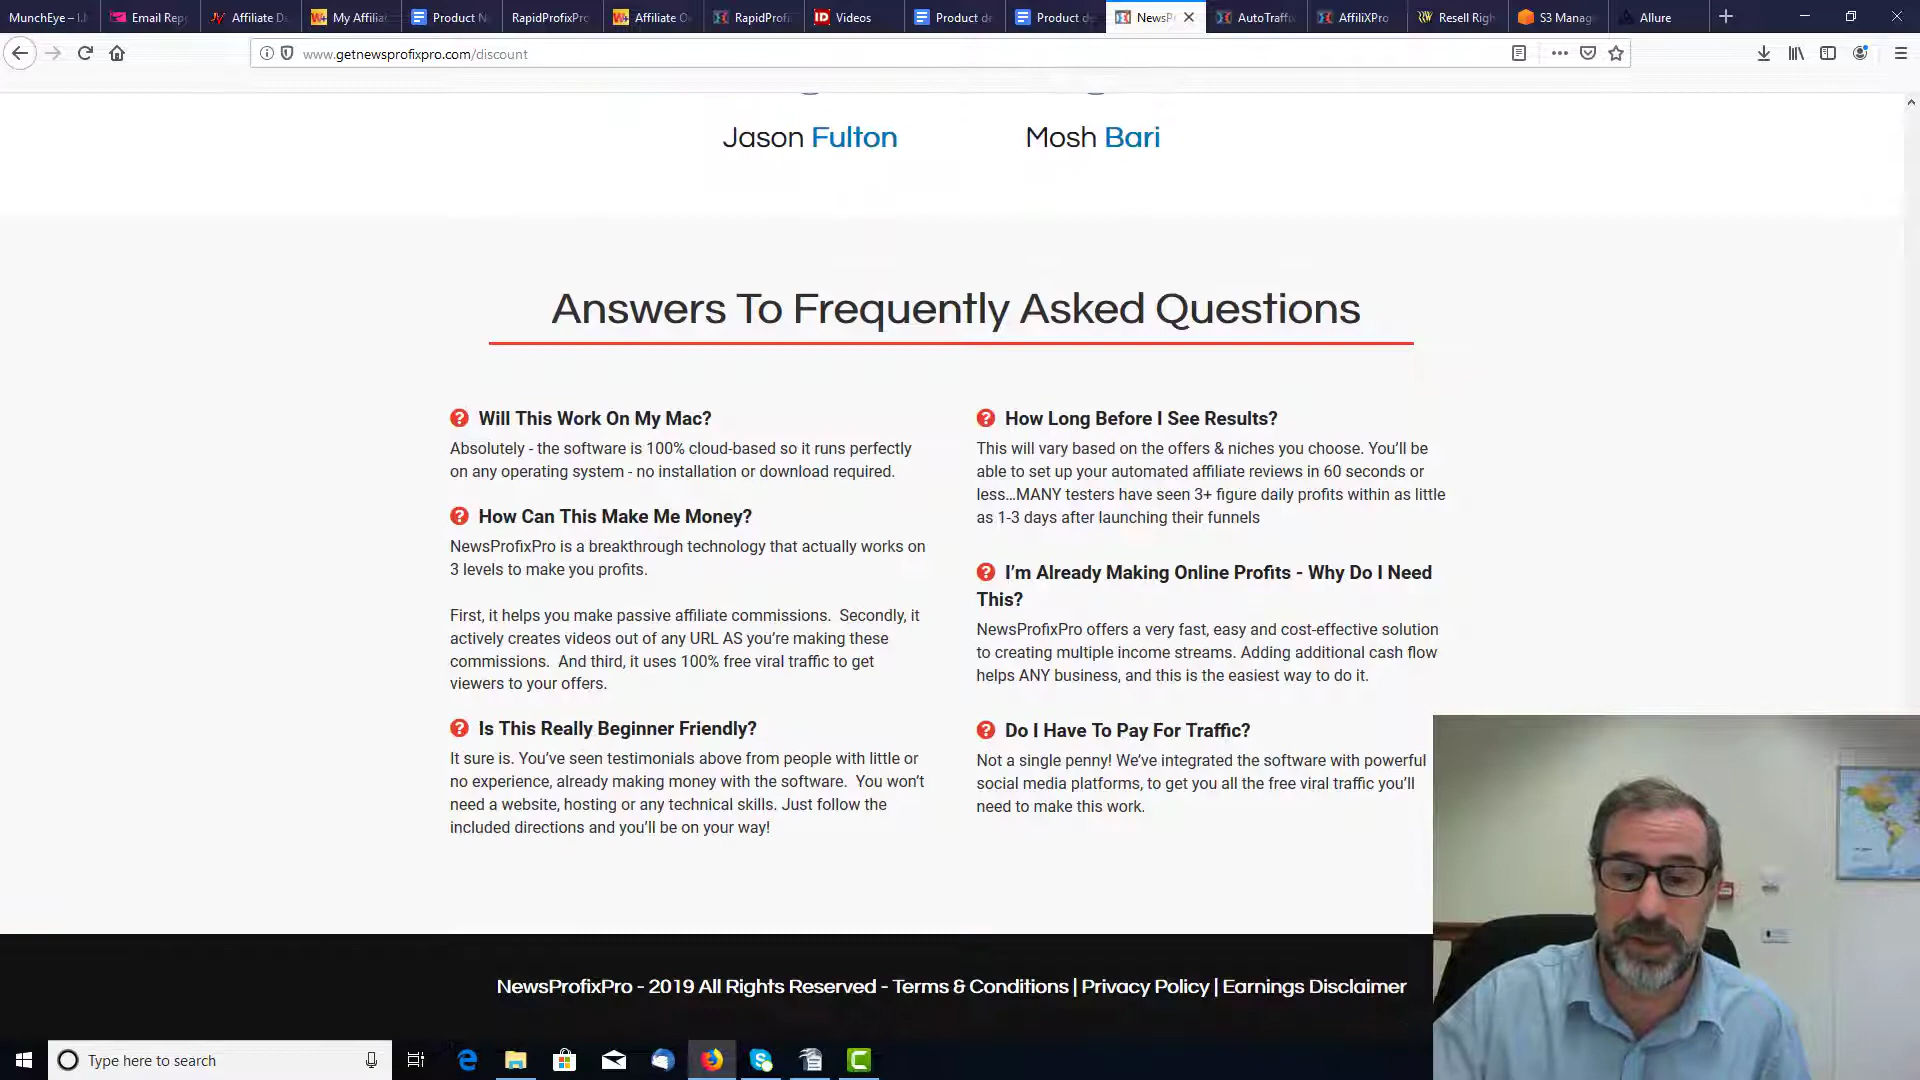 MunchEye – I.
Email Rep
Affiliate Da
My Affilia
Product N
RapidProfixPro
Affiliate O
RapidProfi
Videos
Product de
Product de
NewsP
AutoTraffi
AffiliXPro
Resell Righ
S3 Manag
Allure
www.getnewsprofixpro.com/discount
Jason Fulton
Mosh Bari
Answers To Frequently Asked Questions
Will This Work On My Mac?
Absolutely - the software is 100% cloud-based so it runs perfectly
on any operating system - no installation or download required.
How Can This Make Me Money?
NewsProfixPro is a breakthrough technology that actually works on
3 levels to make you profits.
First, it helps you make passive affiliate commissions.  Secondly, it
actively creates videos out of any URL AS you’re making these
commissions.  And third, it uses 100% free viral traffic to get
viewers to your offers.
Is This Really Beginner Friendly?
It sure is. You’ve seen testimonials above from people with little or
no experience, already making money with the software.  You won’t
need a website, hosting or any technical skills. Just follow the
included directions and you’ll be on your way!
How Long Before I See Results?
This will vary based on the offers & niches you choose. You’ll be
able to set up your automated affiliate reviews in 60 seconds or
less…MANY testers have seen 3+ figure daily profits within as little
as 1-3 days after launching their funnels
I’m Already Making Online Profits - Why Do I Need
This?
NewsProfixPro offers a very fast, easy and cost-effective solution
to creating multiple income streams. Adding additional cash flow
helps ANY business, and this is the easiest way to do it.
Do I Have To Pay For Traffic?
Not a single penny! We’ve integrated the software with powerful
social media platforms, to get you all the free viral traffic you’ll
need to make this work.
NewsProfixPro - 2019 All Rights Reserved - Terms & Conditions | Privacy Policy | Earnings Disclaimer
Type here to search